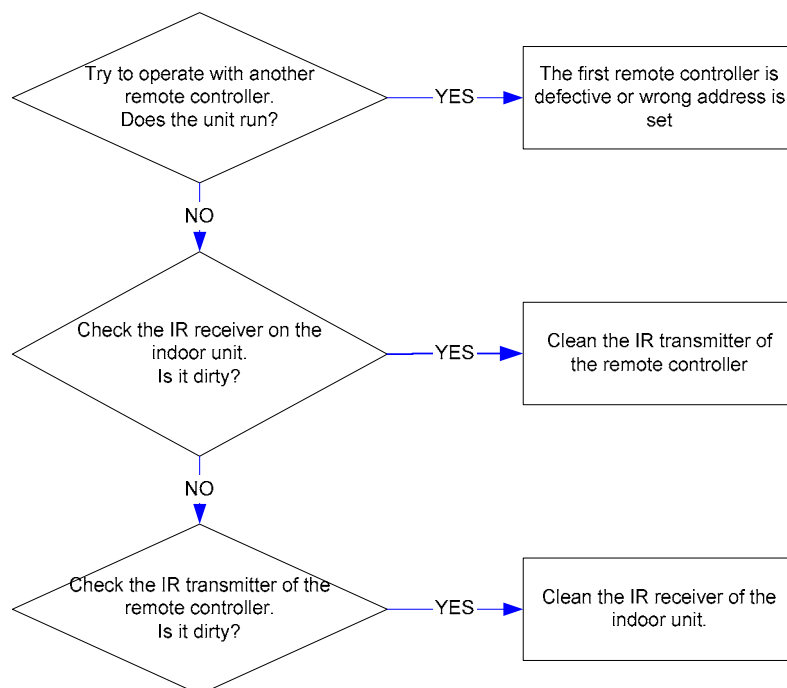 Try to operate with another
remote controller.
Does the unit run?
YES
The first remote controller is
defective or wrong address is
set
NO
Check the IR receiver on the
indoor unit.
Is it dirty?
YES
Clean the IR transmitter of
the remote controller
NO
Check the IR transmitter of the
remote controller.
Is it dirty?
YES
Clean the IR receiver of the
indoor unit.